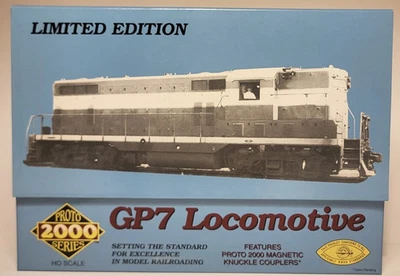 LIMITED EDITION
PROTO
2000
SERIES
HO SCALE
GP7 Locomotive
SETTING THE STANDARD
FOR EXCELLENCE
IN MODEL RAILROADING
FEATURES
PROTO 2000 MAGNETIC
KNUCKLE COUPLERS*